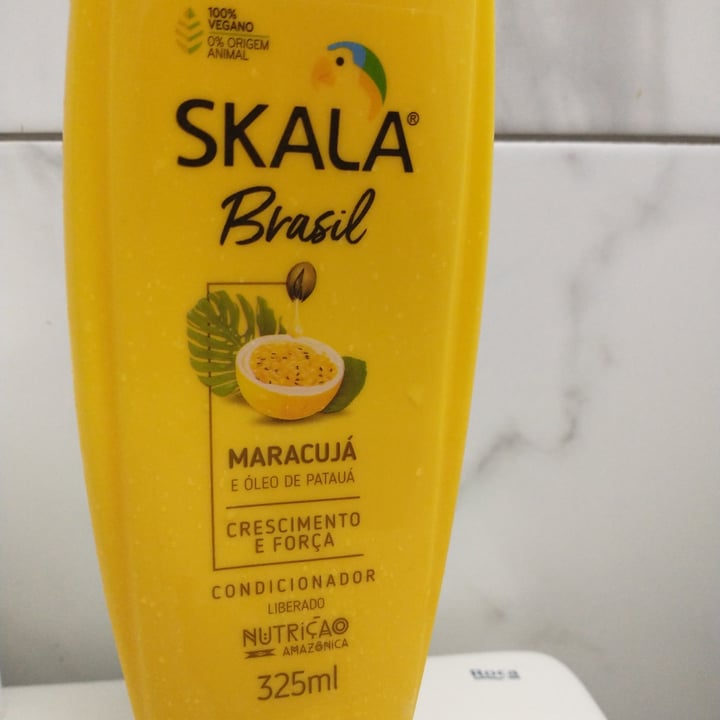 100%
VEGANO
0% ORIGEM
ANIMAL
SKALA®
Brasil
MARACUJÁ
E ÓLEO DE PATAUÁ
CRESCIMENTO
E FORÇA
CONDICIONADOR
LIBERADO
NUTRIÇÃO
AMAZÔNICA
325ml
Roca